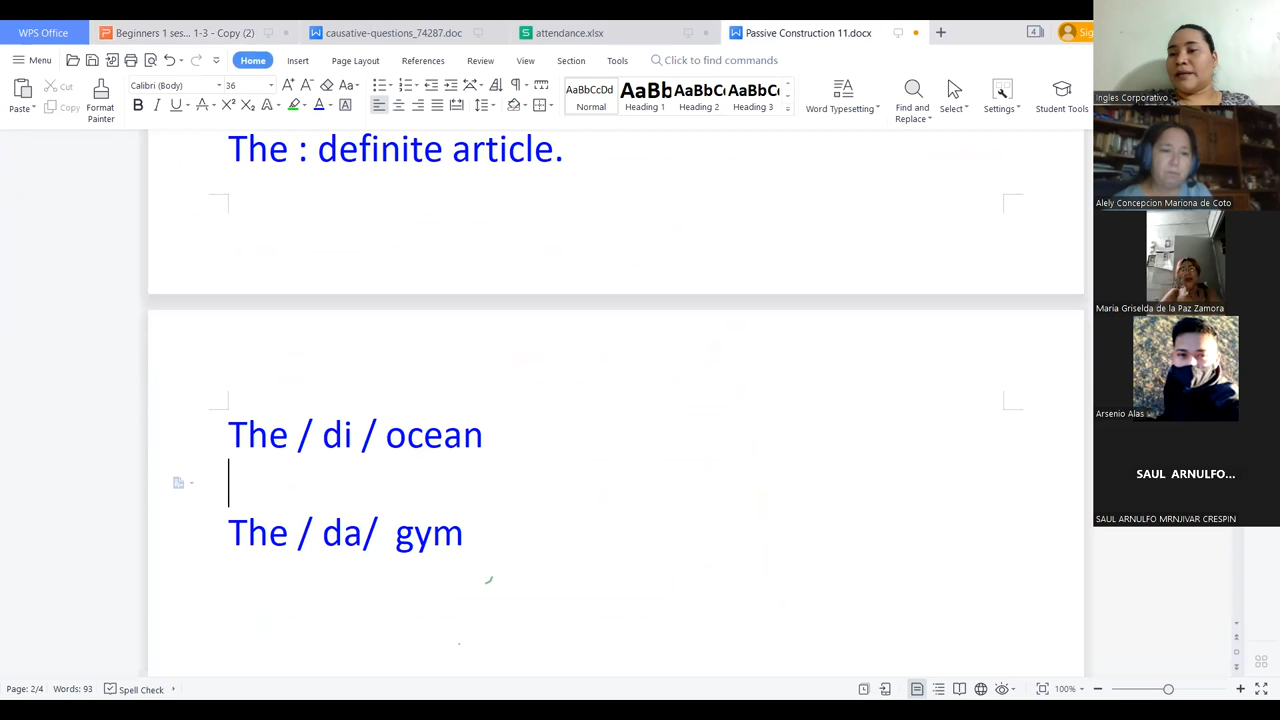 WPS Office
Beginners 1 ses... 1-3 - Copy (2)
causative-questions_74287.doc
attendance.xlsx
Passive Construction 11.docx
Menu
Home
Insert
Page Layout
References
Review
View
Section
Tools
Click to find commands
Paste
Cut
Copy
Format
Painter
Calibri (Body)
36
AaBbCcDd
Normal
AaBb
Heading 1
AaBbC
Heading 2
AaBbC
Heading 3
Word Typesetting
Find and
Replace
Select
Settings
Student Tools
The : definite article.
The / di / ocean
The / da/ gym
Ingles Corporativo
Alely Concepcion Mariona de Coto
Maria Griselda de la Paz Zamora
Arsenio Alas
SAUL ARNULFO...
SAUL ARNULFO MRNJIVAR CRESPIN
Page: 2/4
Words: 93
Spell Check
100%